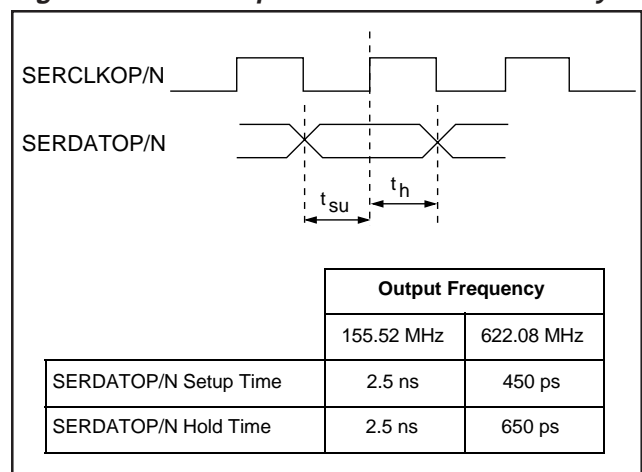 SERCLKOP/N
SERDATOP/N
tsu
th
Output Frequency
155.52 MHz 622.08 MHz
SERDATOP/N Setup Time 2.5 ns 450 ps
SERDATOP/N Hold Time 2.5 ns 650 ps